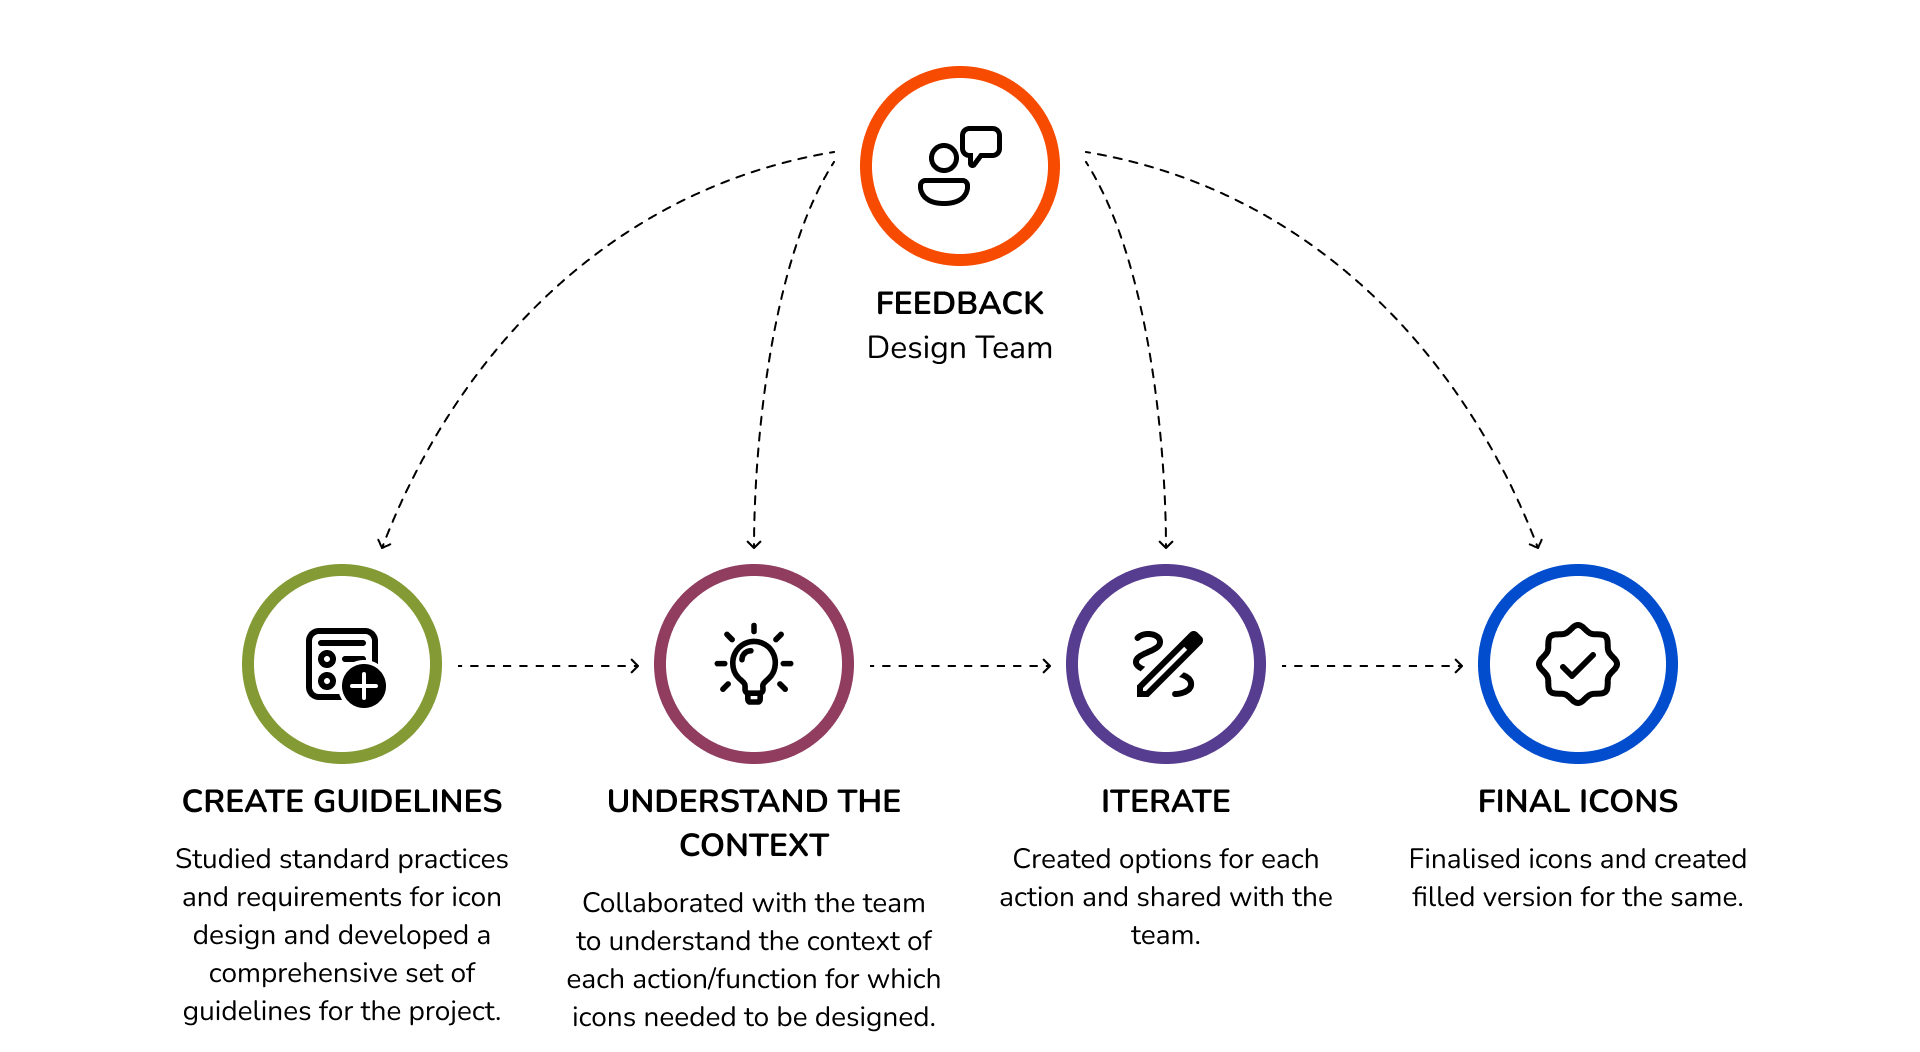 FEEDBACK
Design Team
CREATE GUIDELINES
Studied standard practices
and requirements for icon
design and developed a
comprehensive set of
guidelines for the project.
UNDERSTAND THE
CONTEXT
Collaborated with the team
to understand the context of
each action/function for which
icons needed to be designed.
ITERATE
Created options for each
action and shared with the
team.
FINAL ICONS
Finalised icons and created
filled version for the same.